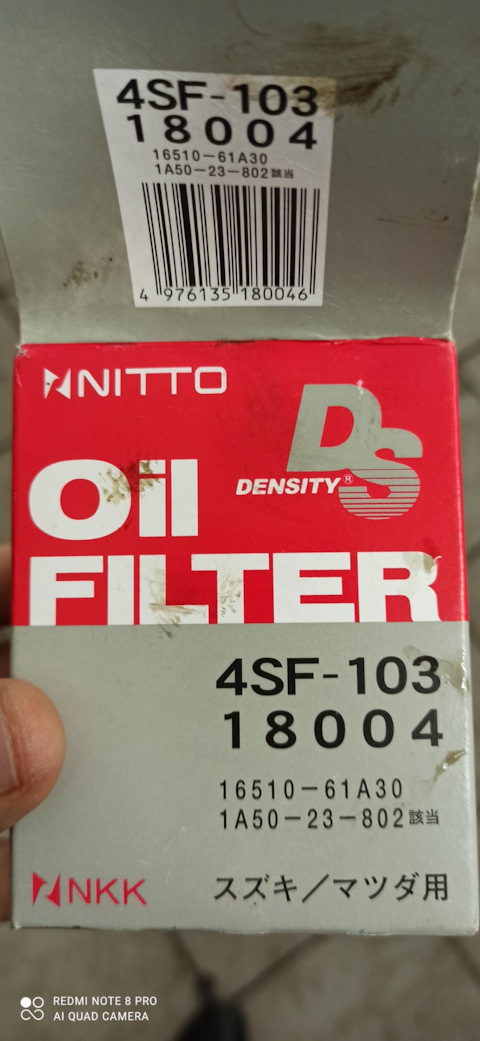 4SF-103
18004
16510-61A30
1A50-23-802該当
4 976135 180046
NITTO
DS
DENSITY®
Oil
FILTER
4SF-103
18004
16510-61A30
1A50-23-802該当
NKK
スズキ/マツダ用
REDMI NOTE 8 PRO
AI QUAD CAMERA